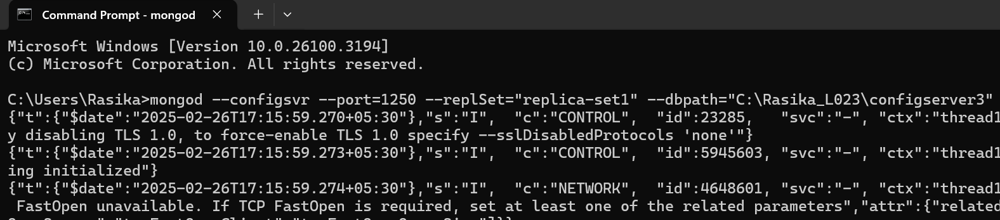 Command Prompt - mongod
Microsoft Windows [Version 10.0.26100.3194]
(c) Microsoft Corporation. All rights reserved.
C:\Users\Rasika>mongod --configsvr --port=1250 --replSet="replica-set1" --dbpath="C:\Rasika_L023\configserver3"
{"t":{"$date":"2025-02-26T17:15:59.270+05:30"},"s":"I",  "c":"CONTROL",  "id":23285,   "svc":"-", "ctx":"thread1
y disabling TLS 1.0, to force-enable TLS 1.0 specify --sslDisabledProtocols 'none'"}
{"t":{"$date":"2025-02-26T17:15:59.273+05:30"},"s":"I",  "c":"CONTROL",  "id":5945603, "svc":"-", "ctx":"thread1
ing initialized"}
{"t":{"$date":"2025-02-26T17:15:59.274+05:30"},"s":"I",  "c":"NETWORK",  "id":4648601, "svc":"-", "ctx":"thread1
 FastOpen unavailable. If TCP FastOpen is required, set at least one of the related parameters","attr":{"related